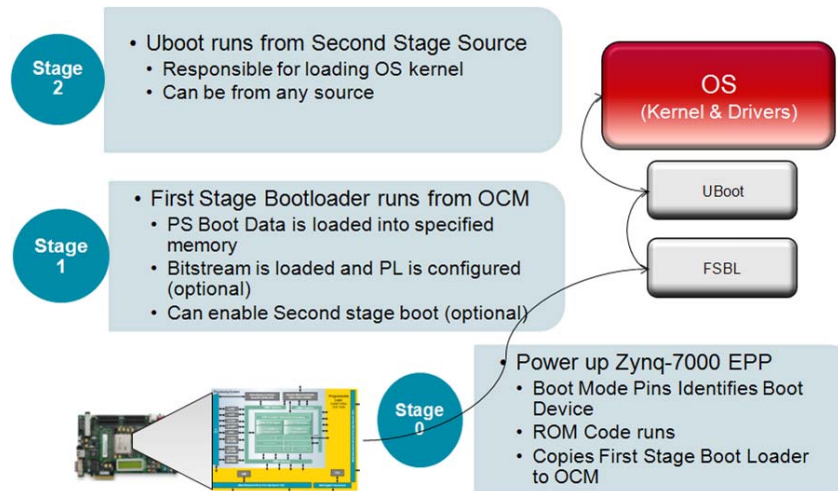 Stage
2
• Uboot runs from Second Stage Source
• Responsible for loading OS kernel
• Can be from any source
OS
(Kernel & Drivers)
UBoot
FSBL
Stage
1
• First Stage Bootloader runs from OCM
• PS Boot Data is loaded into specified
memory
• Bitstream is loaded and PL is configured
(optional)
• Can enable Second stage boot (optional)
Stage
0
• Power up Zynq-7000 EPP
• Boot Mode Pins Identifies Boot
Device
• ROM Code runs
• Copies First Stage Boot Loader
to OCM